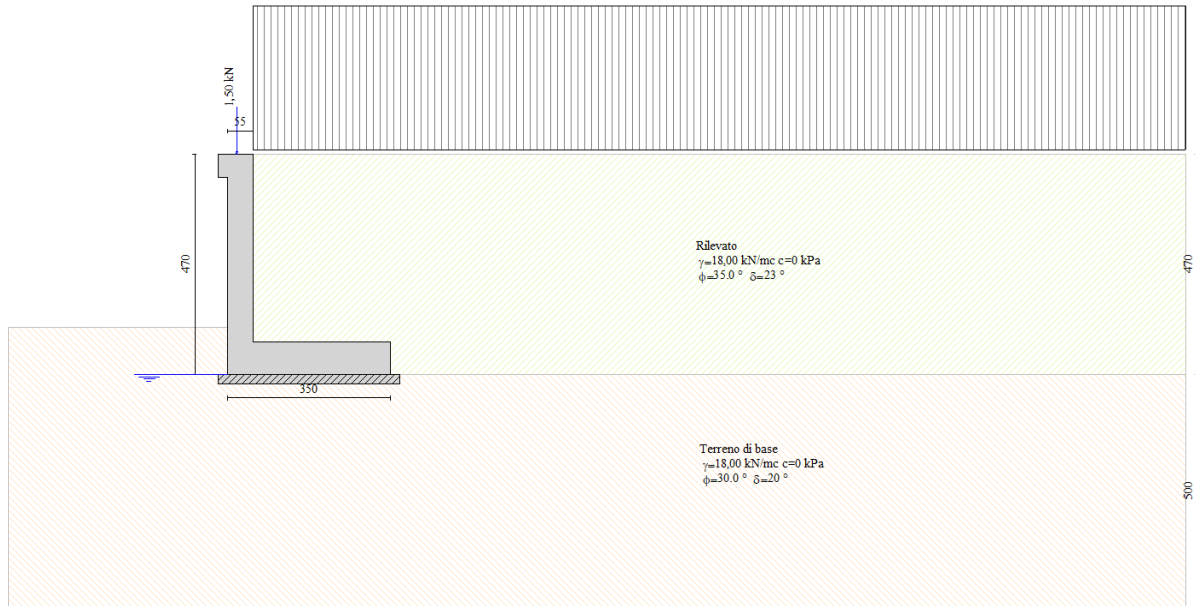 1,50 kN
55
470
Rilevato
γ=18,00 kN/mc c=0 kPa
ϕ=35.0 ° δ=23 °
470
350
Terreno di base
γ=18,00 kN/mc c=0 kPa
ϕ=30.0 ° δ=20 °
500